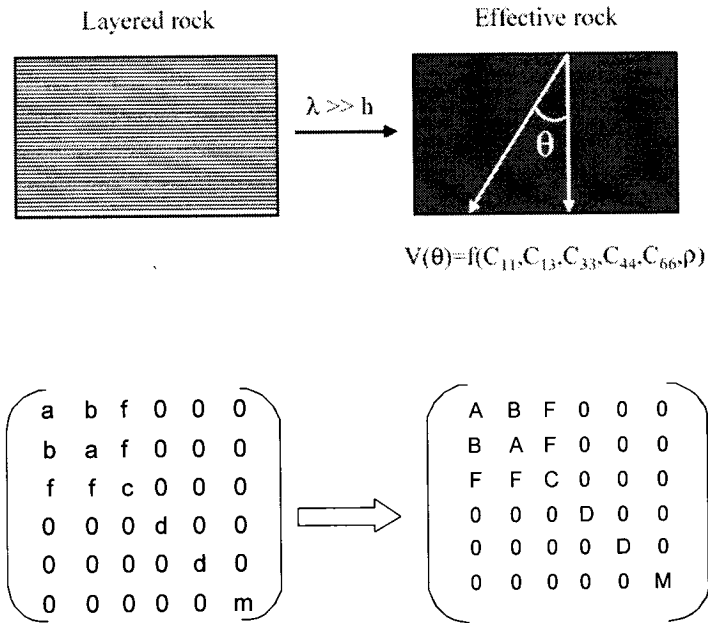 Layered rock
Effective rock
λ >> h
θ
V(θ)=f(C₁₁,C₁₃,C₃₃,C₄₄,C₆₆,ρ)
a b f 0 0 0
b a f 0 0 0
f f c 0 0 0
0 0 0 d 0 0
0 0 0 0 d 0
0 0 0 0 0 m
A B F 0 0 0
B A F 0 0 0
F F C 0 0 0
0 0 0 D 0 0
0 0 0 0 D 0
0 0 0 0 0 M